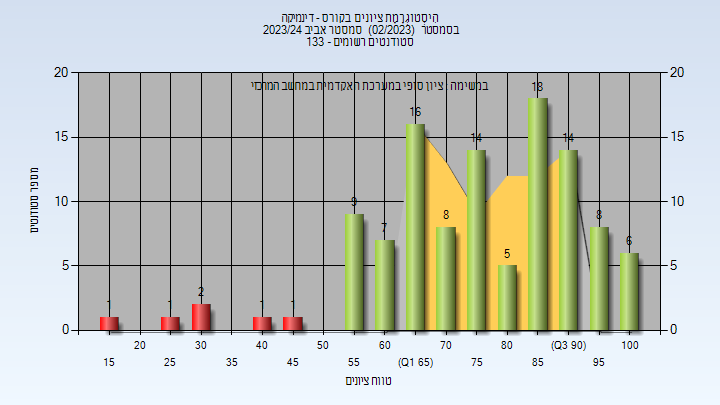 היסטוגרמת ציונים בקורס - דינמיקה
בסמסטר (02/2023) סמסטר אביב 2023/24
סטודנטים רשומים - 133
במשימה ציון סופי במערכת האקדמית במחשב המרכזי
מספר סטודנטים
20 15 10 5 0
1 1 2 1 1 9 7 16 8 14 5 18 14 8 6
20 15 10 5 0
20 30 40 50 60 70 80 (Q3 90) 100
15 25 35 45 55 (Q1 65) 75 85 95
טווח ציונים